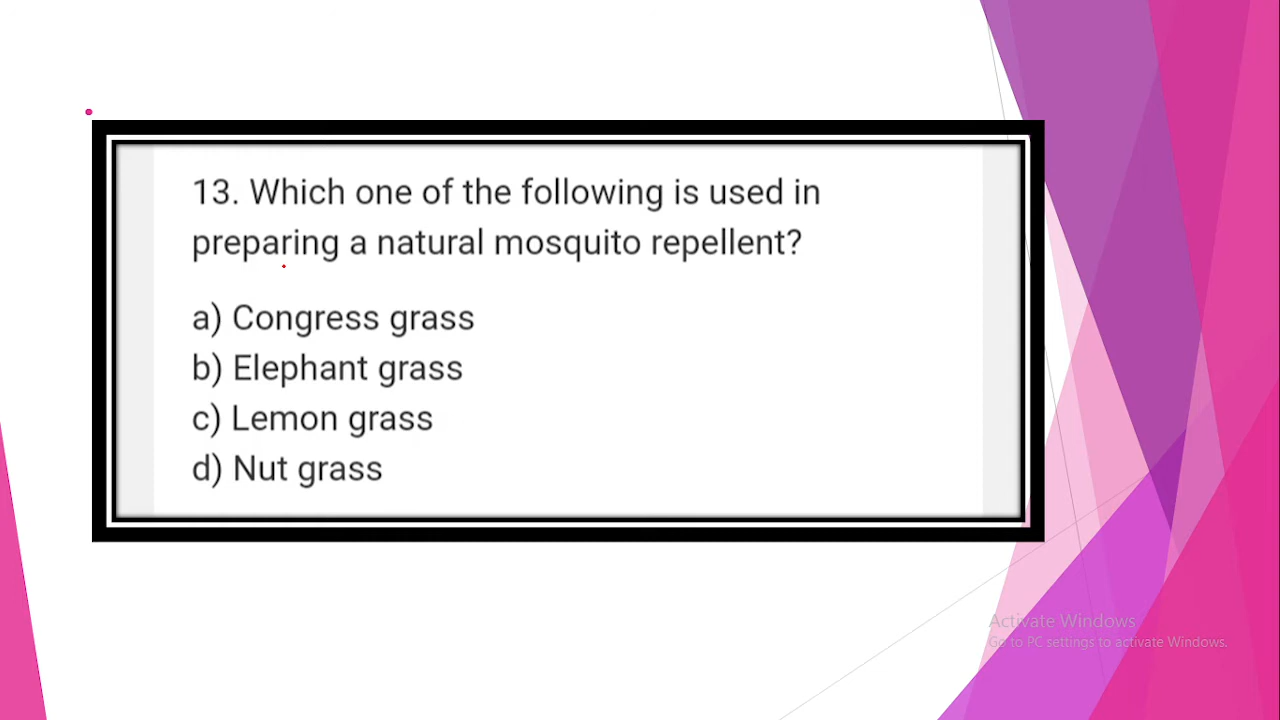 13. Which one of the following is used in
preparing a natural mosquito repellent?
a) Congress grass
b) Elephant grass
c) Lemon grass
d) Nut grass
Activate Windows
Go to PC settings to activate Windows.